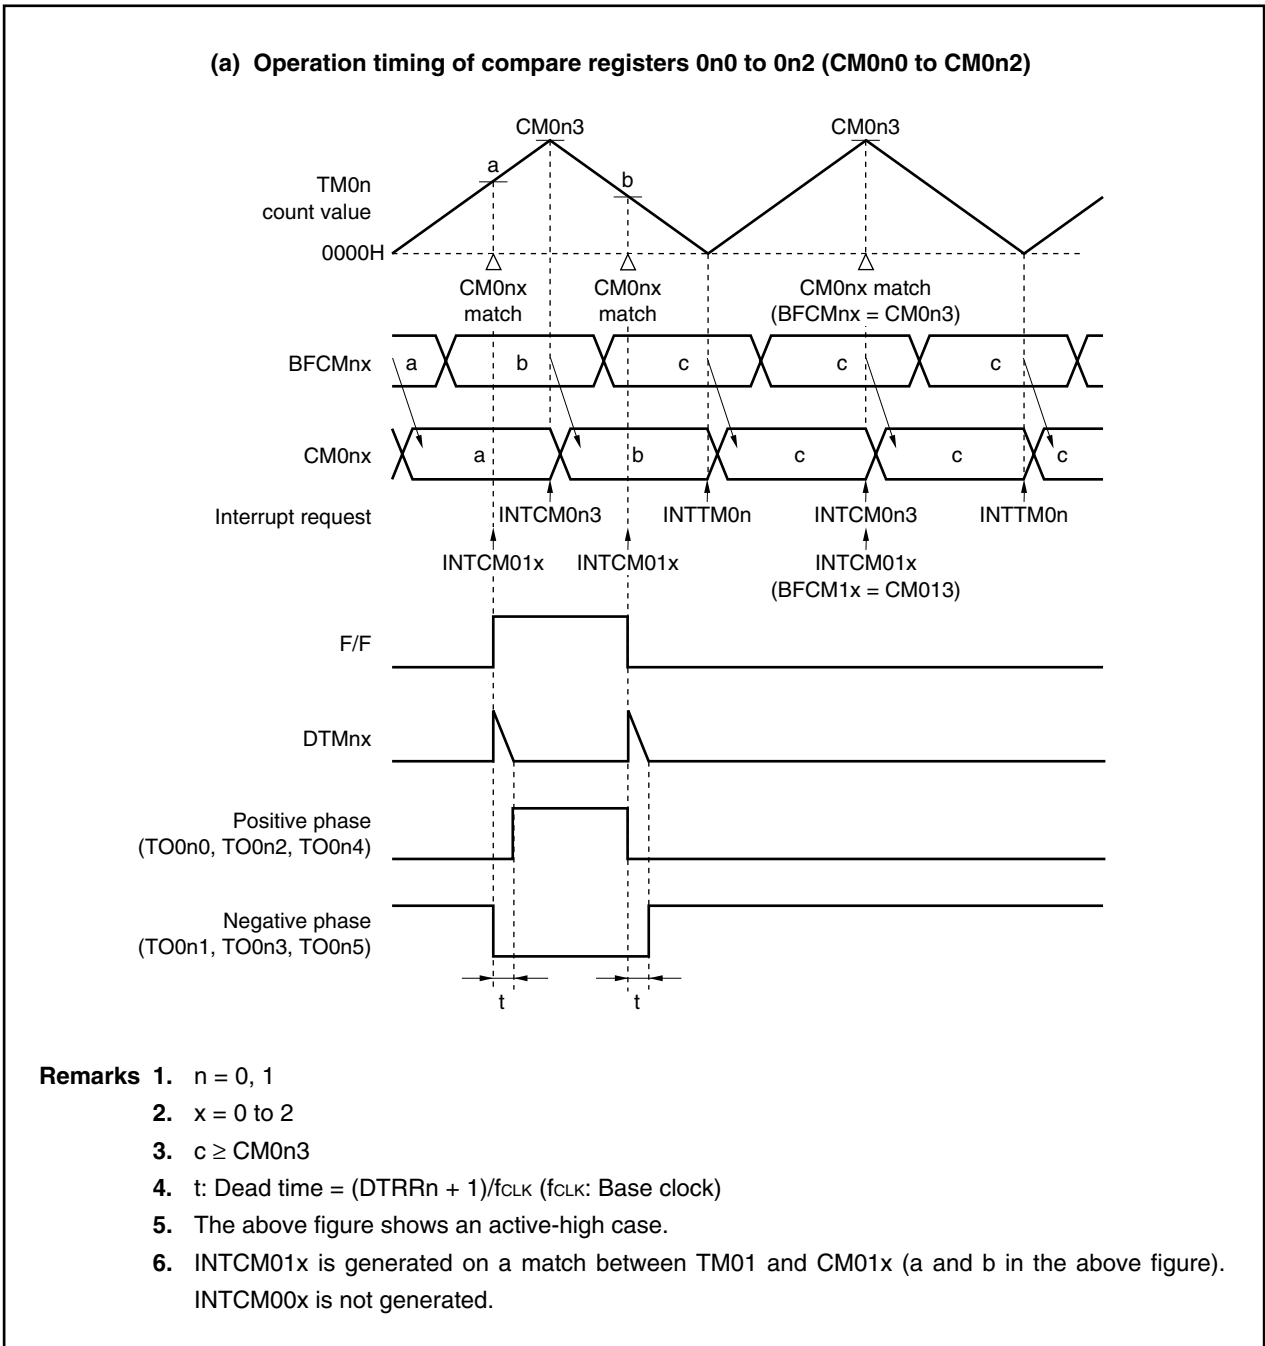 (a) Operation timing of compare registers 0n0 to 0n2 (CM0n0 to CM0n2)
CM0n3 CM0n3
a
b
TM0n
count value
0000H
CM0nx
match
CM0nx
match
CM0nx match
(BFCMnx = CM0n3)
BFCMnx a b c c c
CM0nx a b c c c
Interrupt request INTCM0n3 INTTM0n INTCM0n3 INTTM0n
INTCM01x INTCM01x INTCM01x
(BFCM1x = CM013)
F/F
DTMnx
Positive phase
(TO0n0, TO0n2, TO0n4)
Negative phase
(TO0n1, TO0n3, TO0n5)
t t
Remarks 1. n = 0, 1
2. x = 0 to 2
3. c ≥ CM0n3
4. t: Dead time = (DTRRn + 1)/fCLK (fCLK: Base clock)
5. The above figure shows an active-high case.
6. INTCM01x is generated on a match between TM01 and CM01x (a and b in the above figure).
INTCM00x is not generated.